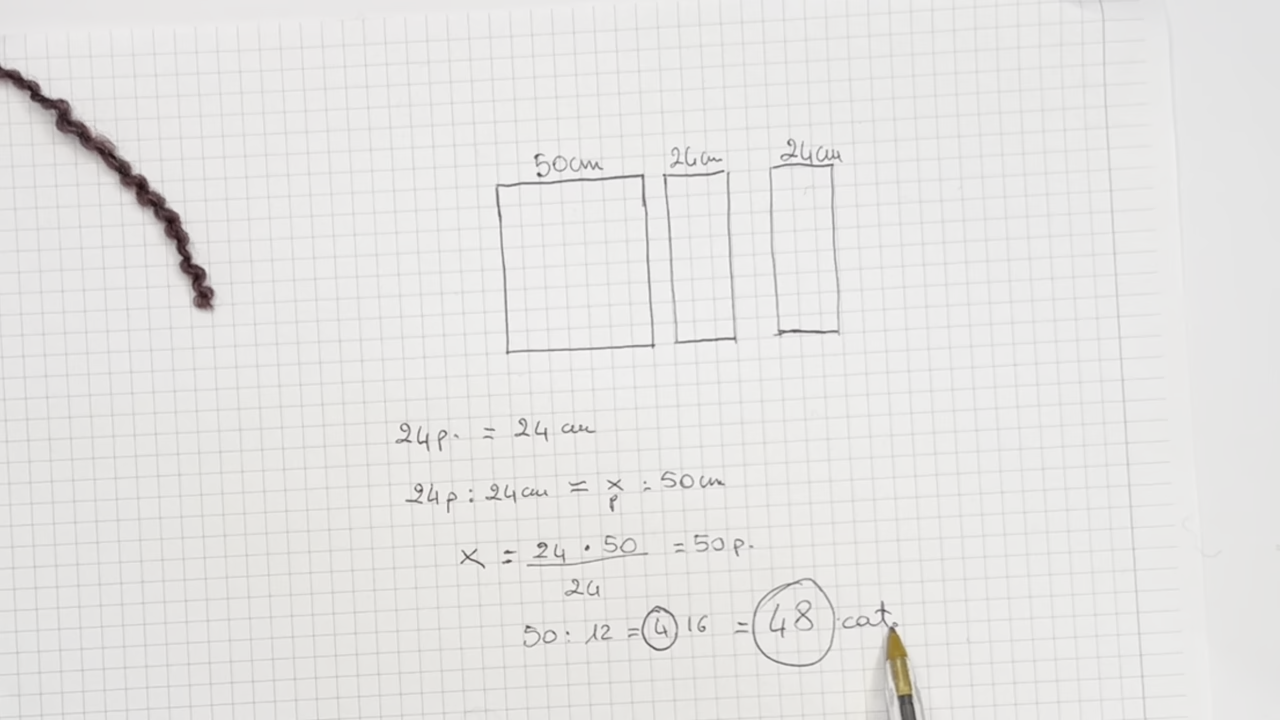 50cm 24cm 24cm
24p. = 24 cm
24p : 24cm = x p : 50cm
x = 24 · 50 = 50p.
24
50 : 12 = 4,16 = 48 cat.